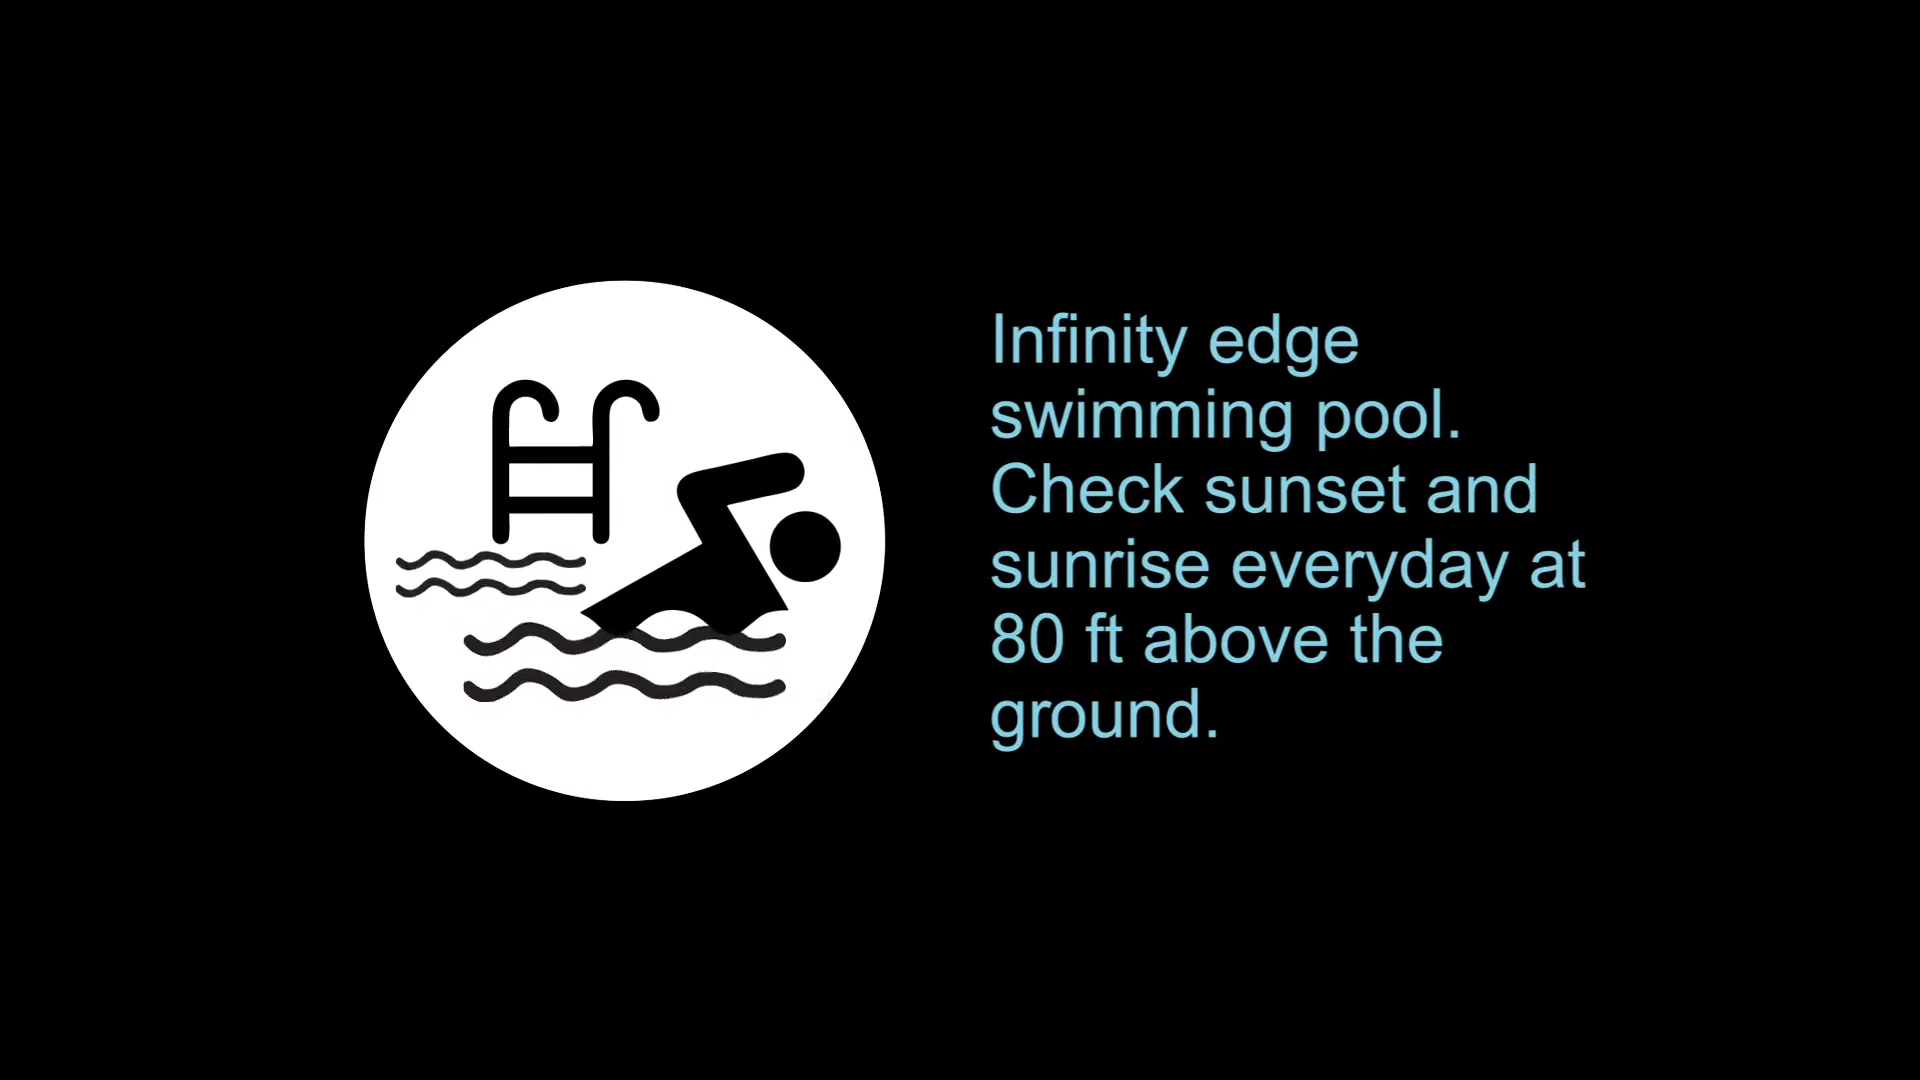 Infinity edge
swimming pool.
Check sunset and
sunrise everyday at
80 ft above the
ground.